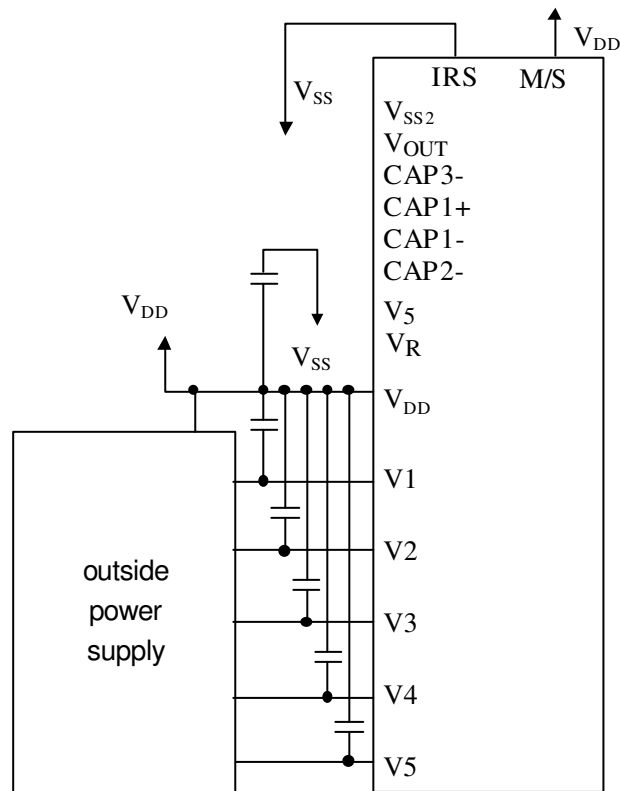 V_DD
IRS M/S
V_SS
V_SS2
V_OUT
CAP3-
CAP1+
CAP1-
CAP2-
V_DD
V_5
V_SS
V_R
V_DD
V1
V2
outside
power
supply
V3
V4
V5